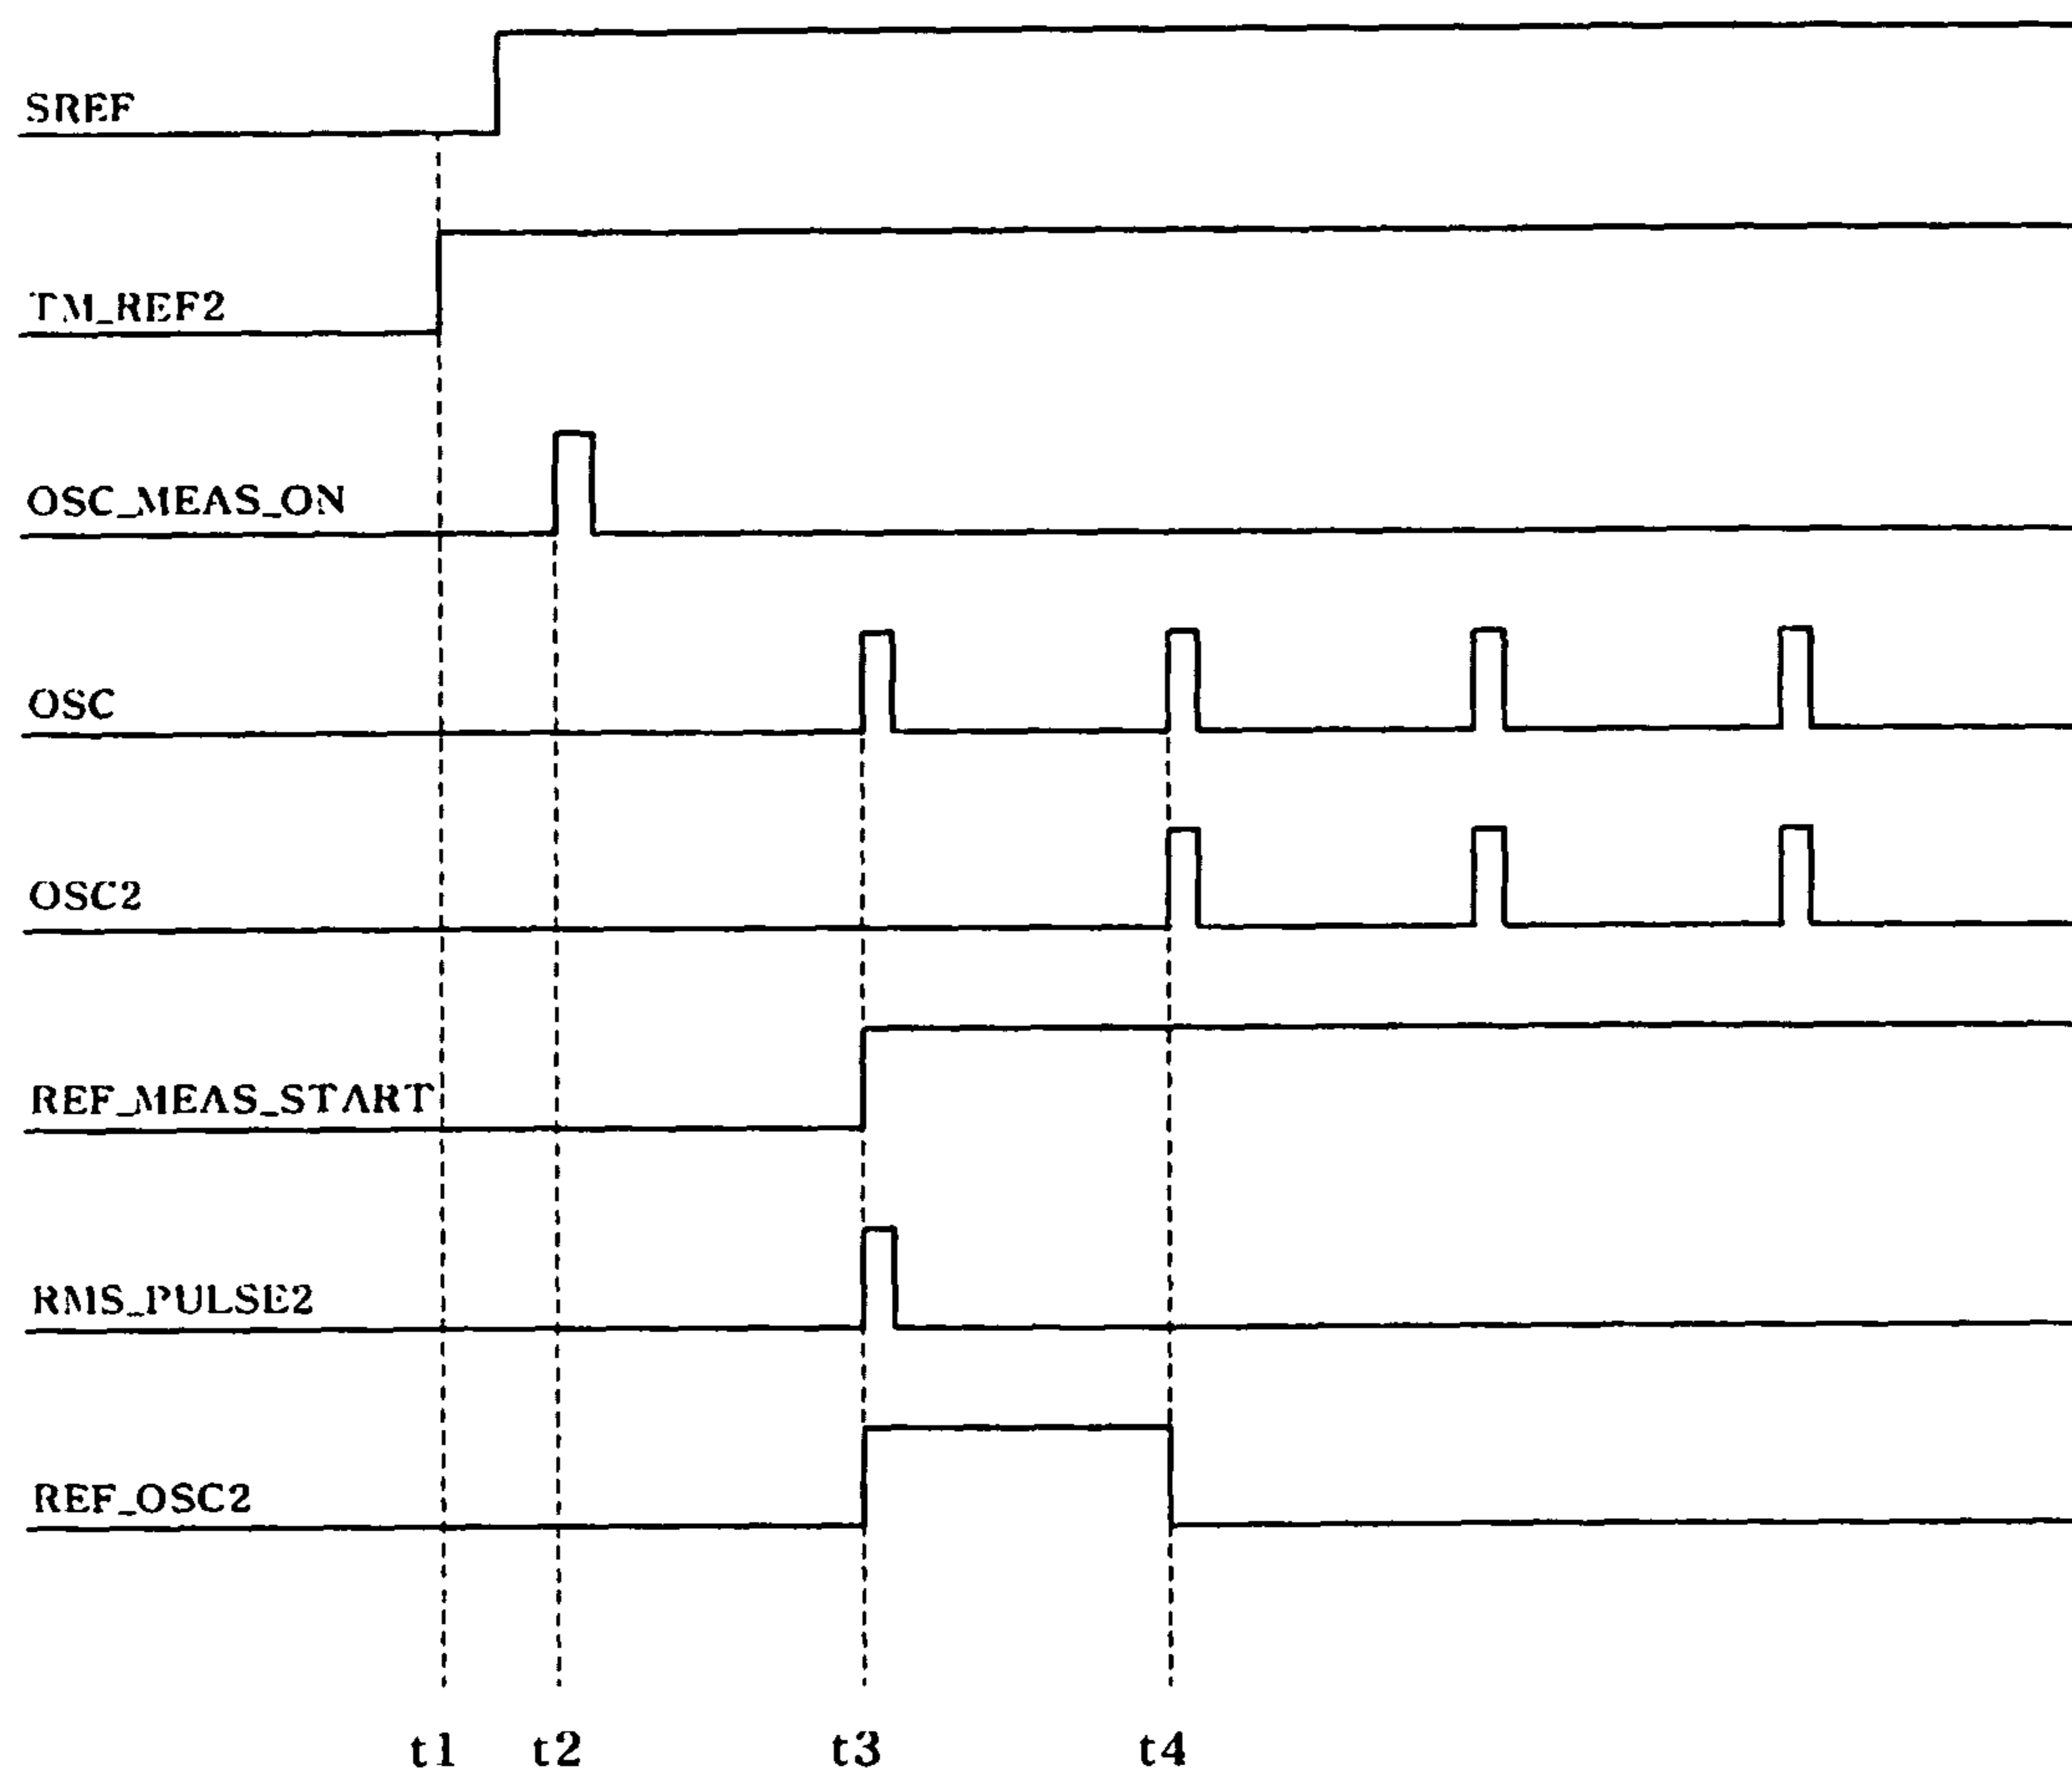 SREF
TM_REF2
OSC_MEAS_ON
OSC
OSC2
REF_MEAS_START
RMS_PULSE2
REF_OSC2
t1 t2 t3 t4